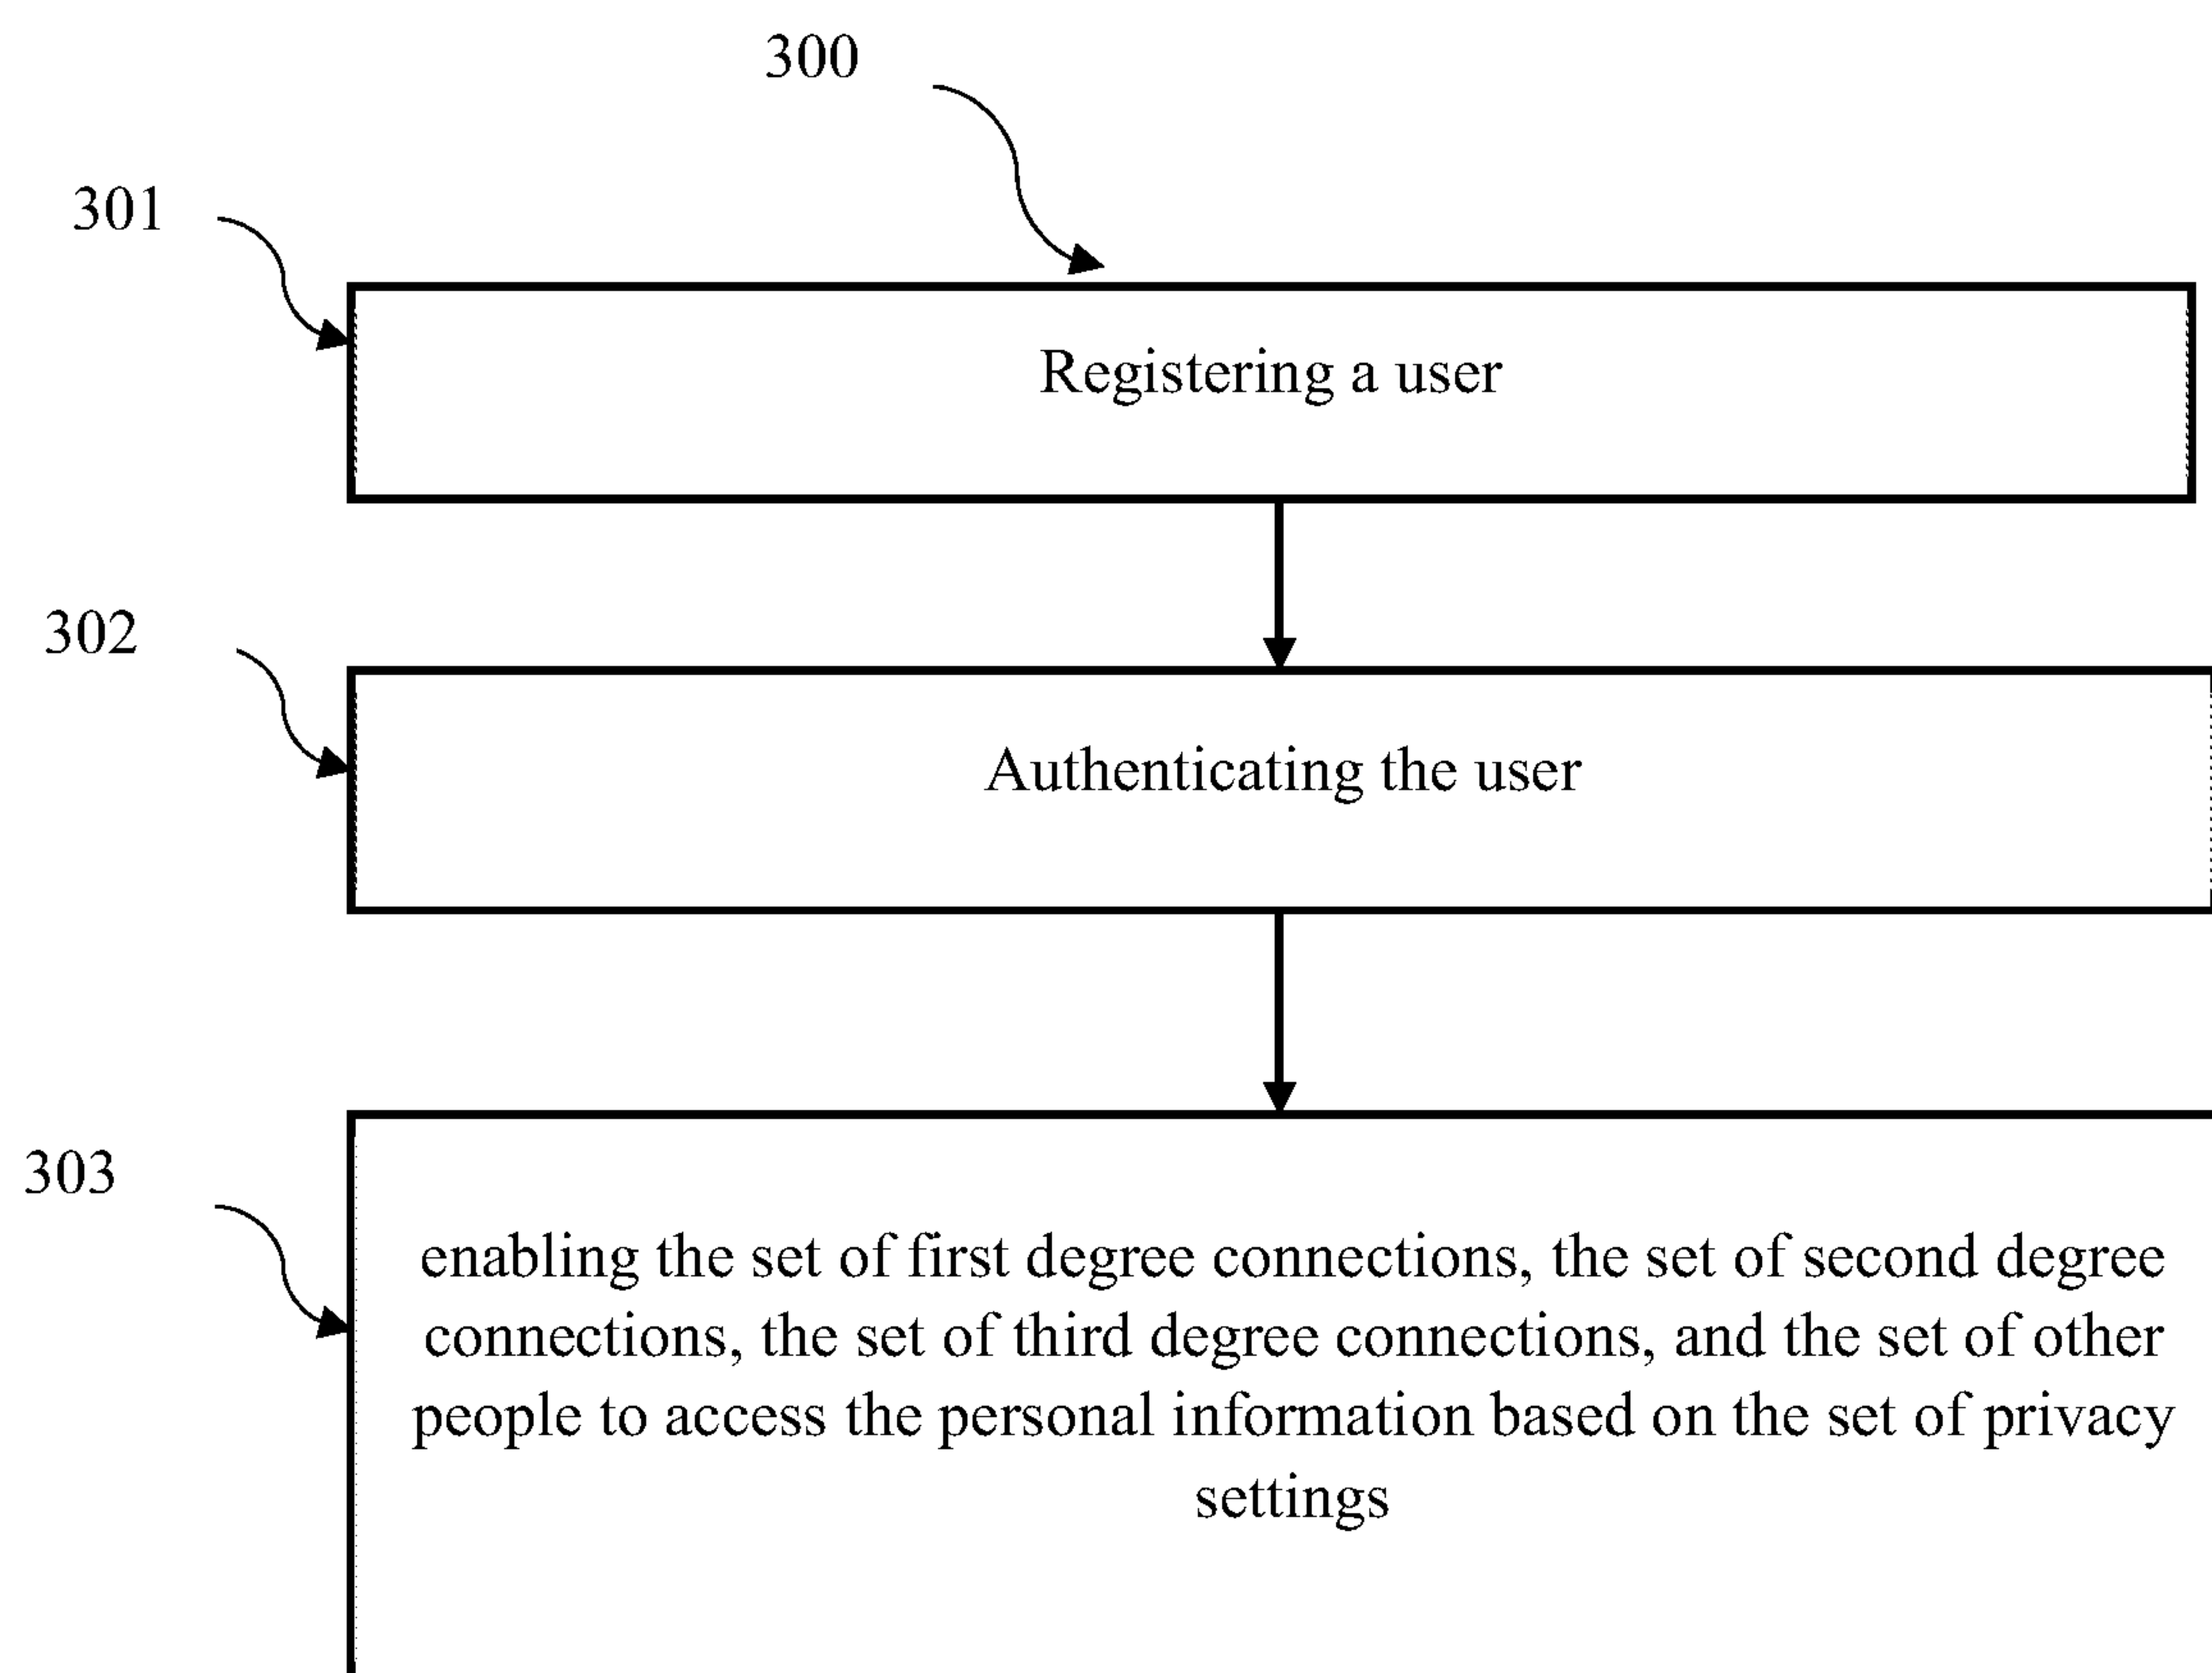 300
301
Registering a user
302
Authenticating the user
303
enabling the set of first degree connections, the set of second degree
connections, the set of third degree connections, and the set of other
people to access the personal information based on the set of privacy
settings